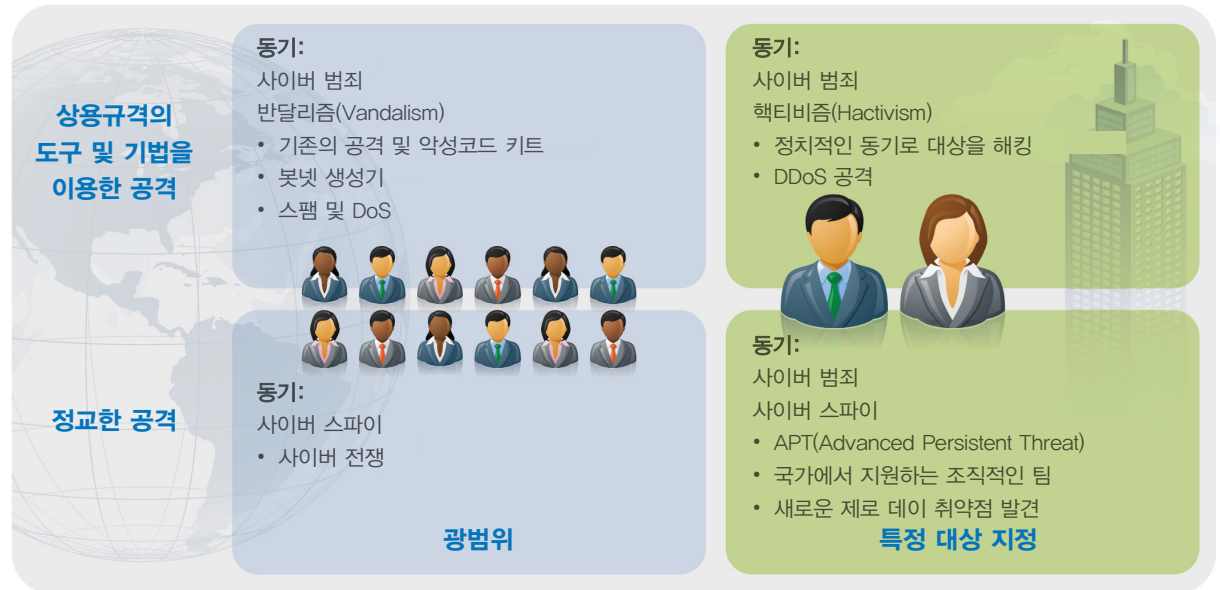 상용규격의
도구 및 기법을
이용한 공격
동기:
사이버 범죄
반달리즘(Vandalism)
• 기존의 공격 및 악성코드 키트
• 봇넷 생성기
• 스팸 및 DoS
동기:
사이버 범죄
핵티비즘(Hactivism)
• 정치적인 동기로 대상을 해킹
• DDoS 공격
정교한 공격
동기:
사이버 스파이
• 사이버 전쟁
광범위
동기:
사이버 범죄
사이버 스파이
• APT(Advanced Persistent Threat)
• 국가에서 지원하는 조직적인 팀
• 새로운 제로 데이 취약점 발견
특정 대상 지정